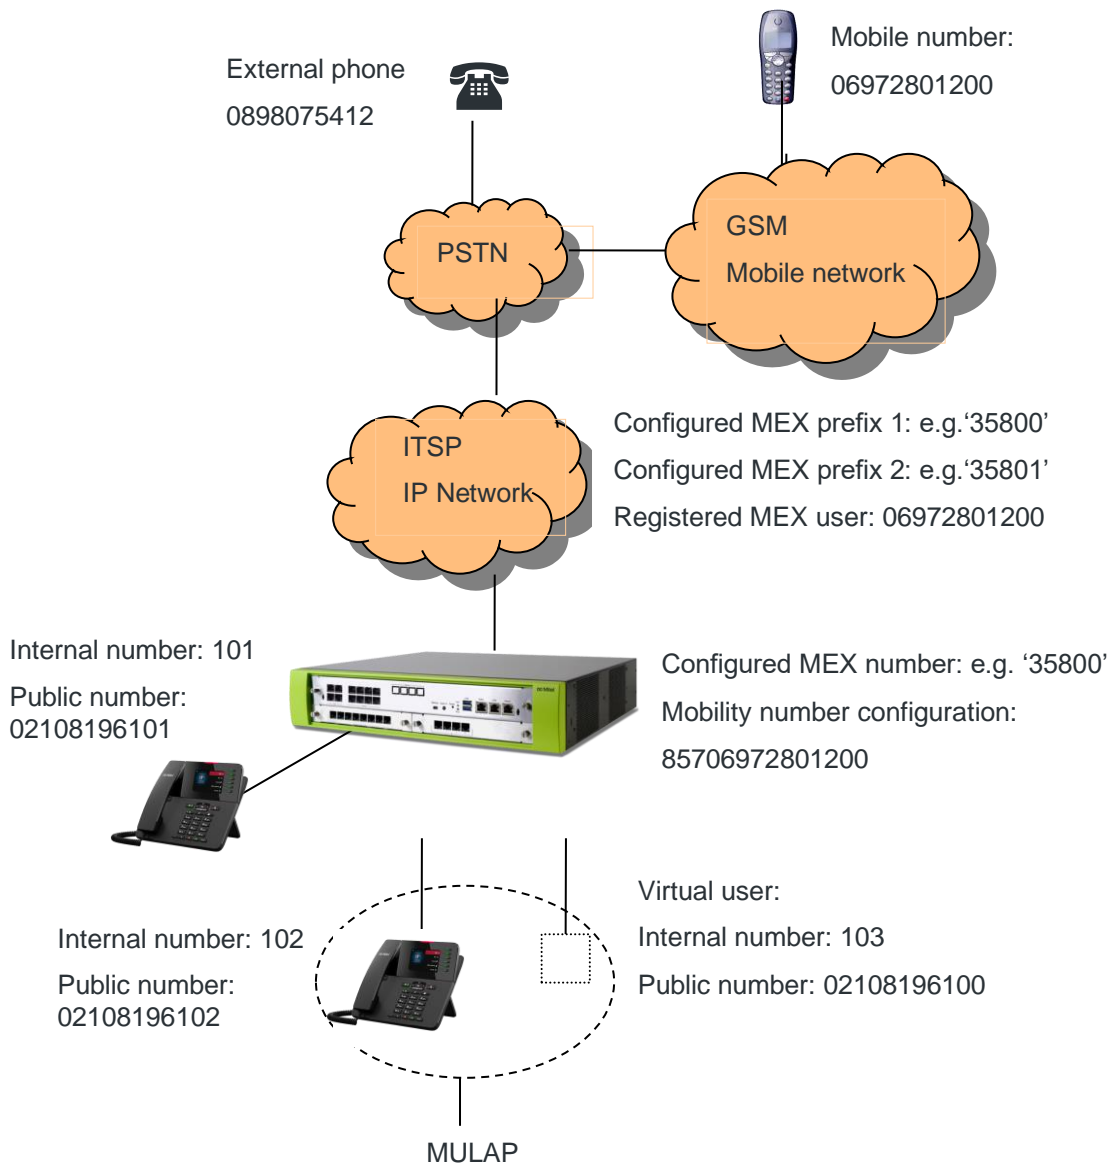 External phone
0898075412
Mobile number:
06972801200
PSTN
GSM
Mobile network
ITSP
IP Network
Configured MEX prefix 1: e.g.‘35800’
Configured MEX prefix 2: e.g.‘35801’
Registered MEX user: 06972801200
Internal number: 101
Public number:
02108196101
Configured MEX number: e.g. ‘35800’
Mobility number configuration:
85706972801200
Internal number: 102
Public number:
02108196102
Virtual user:
Internal number: 103
Public number: 02108196100
MULAP